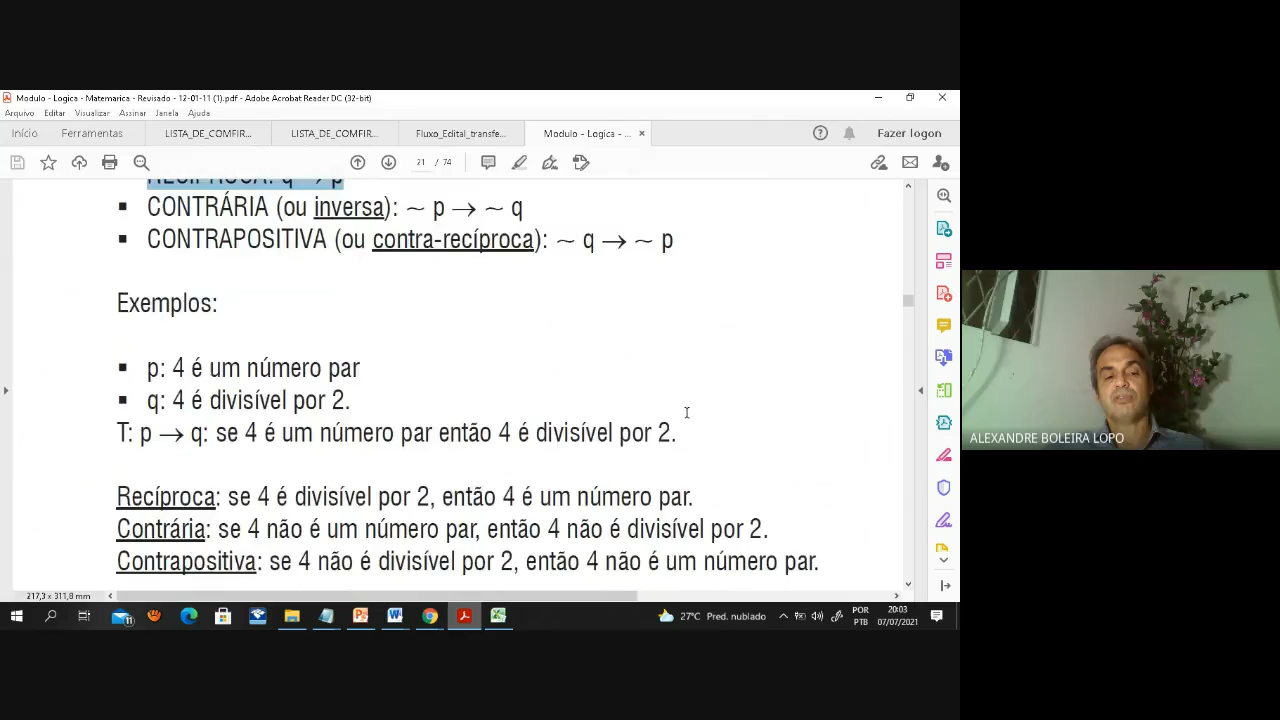 Modulo - Logica - Matemarica - Revisado - 12-01-11 (1).pdf - Adobe Acrobat Reader DC (32-bit)
Arquivo Editar Visualizar Assinar Janela Ajuda
Início Ferramentas LISTA_DE_COMFIR... LISTA_DE_COMFIR... Fluxo_Edital_transfe... Modulo - Logica - ... × Fazer logon
21 / 74
RECÍPROCA: q → p
▪ CONTRÁRIA (ou inversa): ~ p → ~ q
▪ CONTRAPOSITIVA (ou contra-recíproca): ~ q → ~ p
Exemplos:
▪ p: 4 é um número par
▪ q: 4 é divisível por 2.
T: p → q: se 4 é um número par então 4 é divisível por 2.
Recíproca: se 4 é divisível por 2, então 4 é um número par.
Contrária: se 4 não é um número par, então 4 não é divisível por 2.
Contrapositiva: se 4 não é divisível por 2, então 4 não é um número par.
ALEXANDRE BOLEIRA LOPO
217,3 x 311,8 mm
11
27°C Pred. nublado
POR
PTB
20:03
07/07/2021